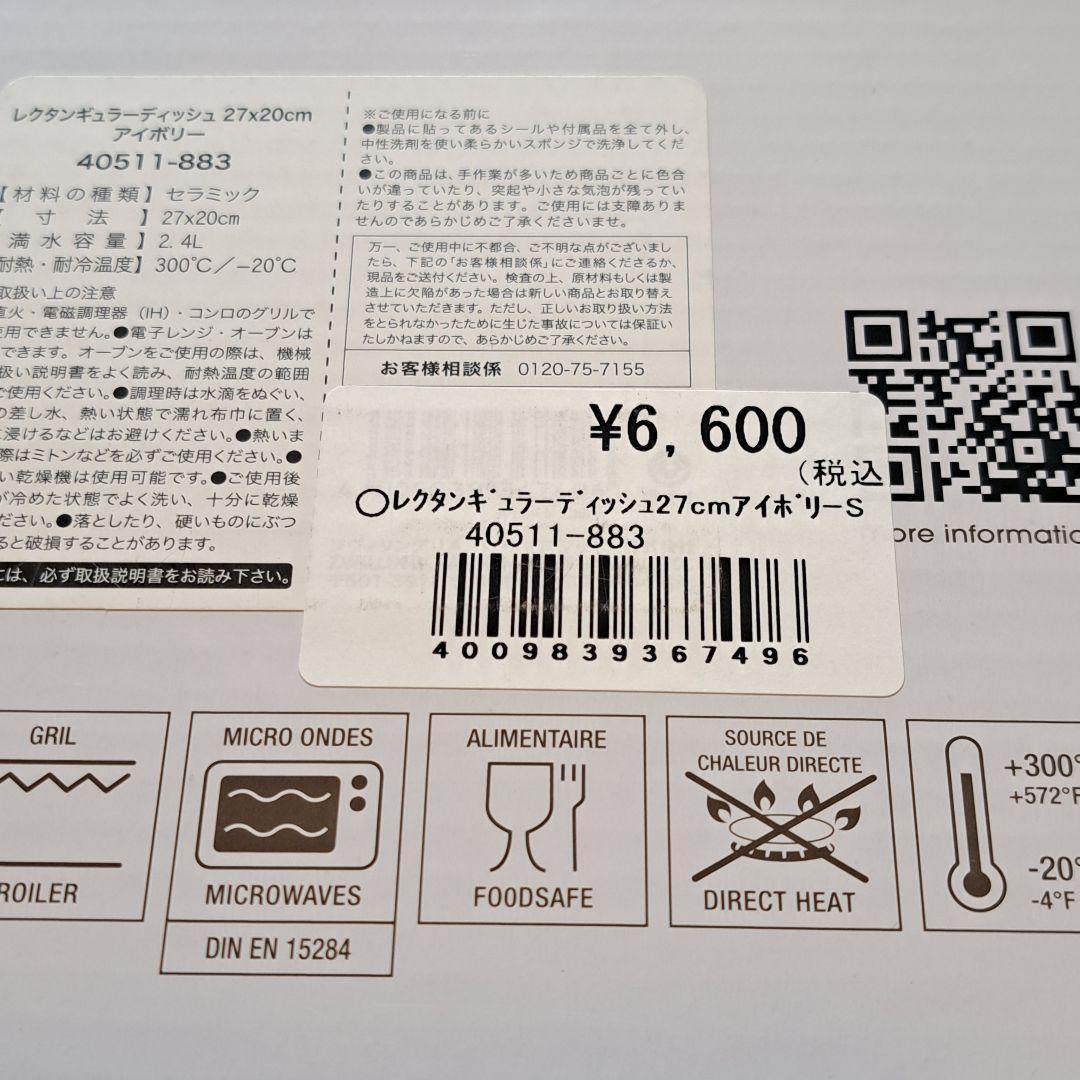 レクタンギュラーディッシュ 27x20cm
アイボリー
40511-883
【材料の種類】セラミック
【 寸 法 】27x20cm
満水容量】2.4L
耐熱・耐冷温度】300℃／−20℃
取扱い上の注意
直火・電磁調理器（IH）・コンロのグリルで
使用できません。●電子レンジ・オーブンは
できます。オーブンをご使用の際は、機械
扱い説明書をよく読み、耐熱温度の範囲
ご使用ください。●調理時は水滴をぬぐい、
の差し水、熱い状態で濡れ布巾に置く、
に浸けるなどはお避けください。●熱いま
際はミトンなどを必ずご使用ください。●
い乾燥機は使用可能です。●ご使用後
が冷めた状態でよく洗い、十分に乾燥
ださい。●落としたり、硬いものにぶつ
ると破損することがあります。
には、必ず取扱説明書をお読み下さい。
※ご使用になる前に
●製品に貼ってあるシールや付属品を全て外し、
中性洗剤を使い柔らかいスポンジで洗浄してくだ
さい。
●この商品は、手作業が多いため商品ごとに色合
いが違っていたり、突起や小さな気泡が残ってい
たりすることがあります。ご使用には支障ありま
せんのであらかじめご了承くださいませ。
万一、ご使用中に不都合、ご不明な点がございまし
たら、下記の「お客様相談係」にご連絡くださるか、
現品をご送付ください。検査の上、原材料もしくは製
造上に欠陥があった場合は新しい商品とお取り替え
させていただきます。ただし、正しいお取り扱い方法
をとられなかったために生じた事故については保証い
たしかねますので、あらかじめご了承ください。
お客様相談係 0120-75-7155
¥6,600
(税込
○レクタンギュラーディッシュ27cmアイボリーS
40511-883
4009839367496
more informatio
GRIL
ROILER
MICRO ONDES
MICROWAVES
DIN EN 15284
ALIMENTAIRE
FOODSAFE
SOURCE DE
CHALEUR DIRECTE
DIRECT HEAT
+300°
+572°F
-20°
-4°F